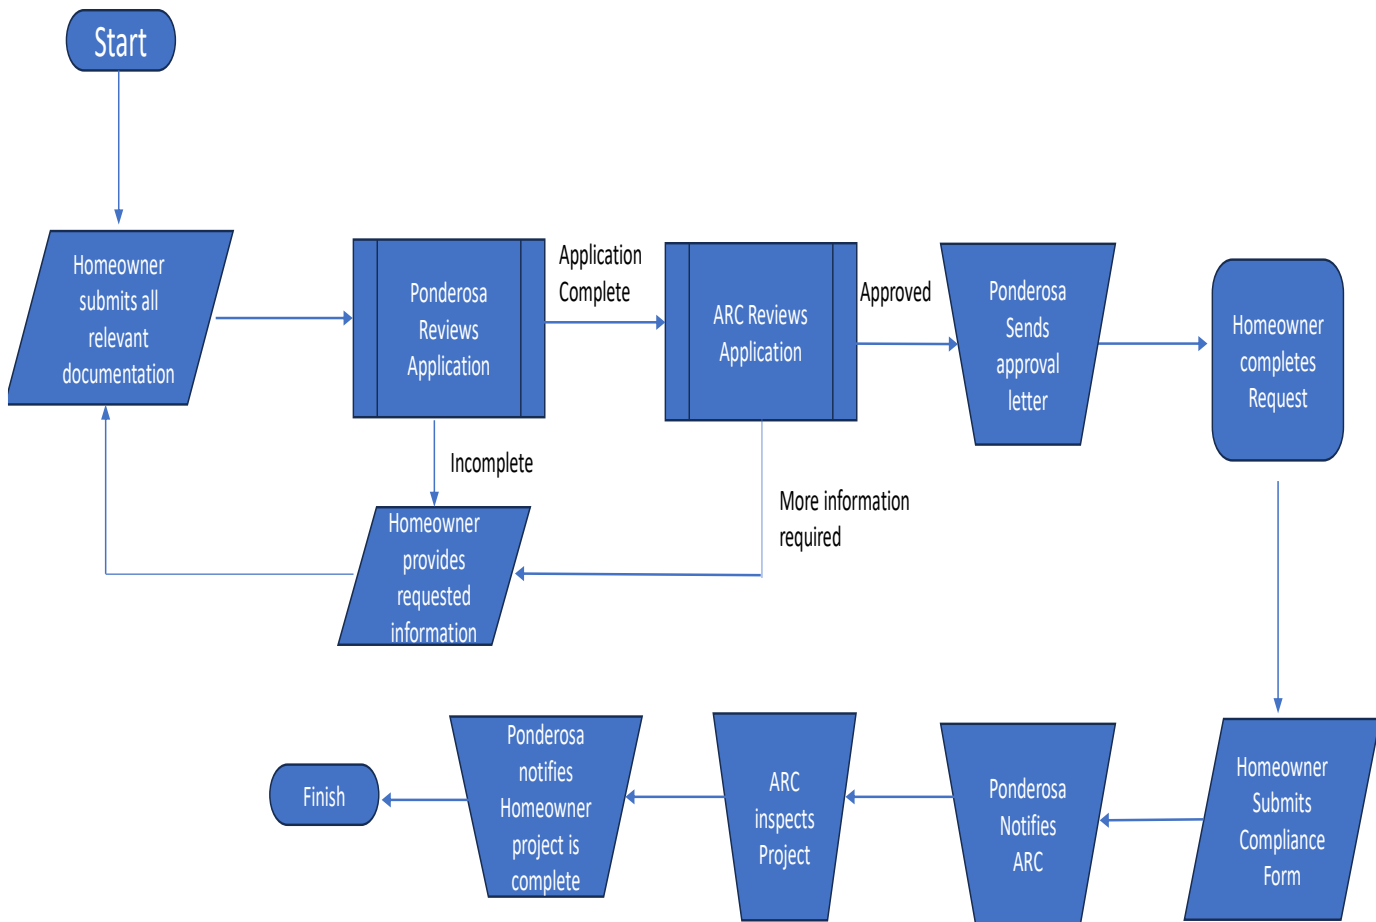 Start
Homeowner
submits all
relevant
documentation
Ponderosa
Reviews
Application
Application
Complete
ARC Reviews
Application
Approved
Ponderosa
Sends
approval
letter
Homeowner
completes
Request
Incomplete
More information
required
Homeowner
provides
requested
information
Homeowner
Submits
Compliance
Form
Ponderosa
Notifies
ARC
ARC
inspects
Project
Ponderosa
notifies
Homeowner
project is
complete
Finish